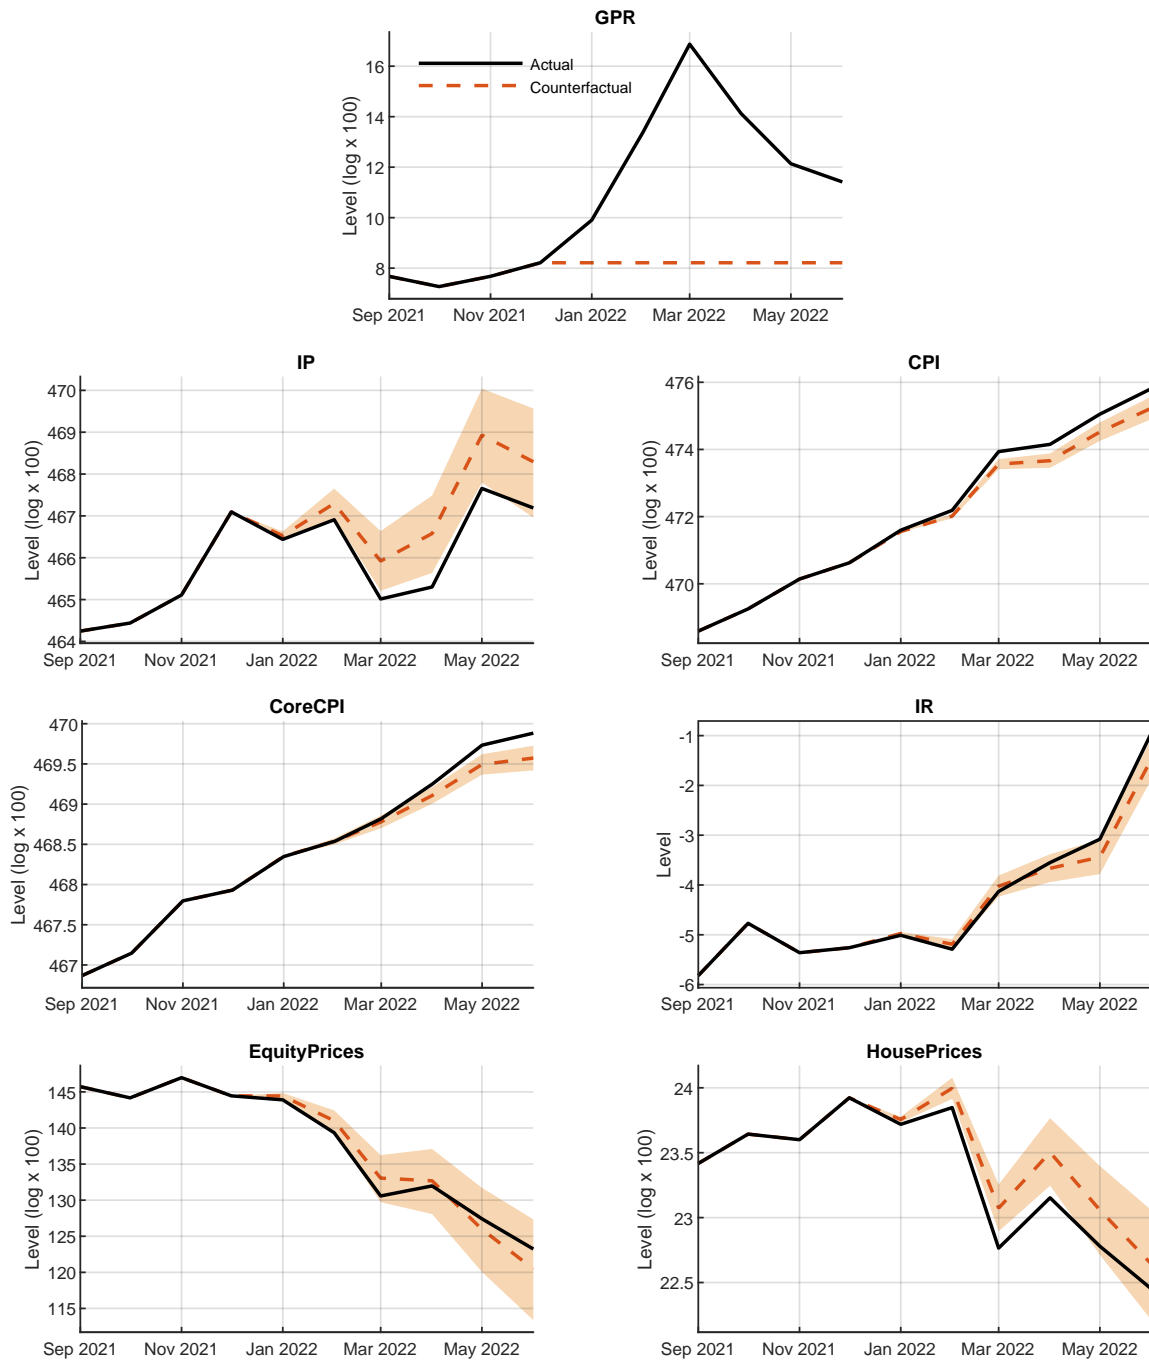 GPR
Level (log x 100)
16
14
12
10
8
Actual
Counterfactual
Sep 2021 Nov 2021 Jan 2022 Mar 2022 May 2022
IP
Level (log x 100)
470
469
468
467
466
465
464
Sep 2021 Nov 2021 Jan 2022 Mar 2022 May 2022
CPI
Level (log x 100)
476
474
472
470
Sep 2021 Nov 2021 Jan 2022 Mar 2022 May 2022
CoreCPI
Level (log x 100)
470
469.5
469
468.5
468
467.5
467
Sep 2021 Nov 2021 Jan 2022 Mar 2022 May 2022
IR
Level
-1
-2
-3
-4
-5
-6
Sep 2021 Nov 2021 Jan 2022 Mar 2022 May 2022
EquityPrices
Level (log x 100)
145
140
135
130
125
120
115
Sep 2021 Nov 2021 Jan 2022 Mar 2022 May 2022
HousePrices
Level (log x 100)
24
23.5
23
22.5
Sep 2021 Nov 2021 Jan 2022 Mar 2022 May 2022